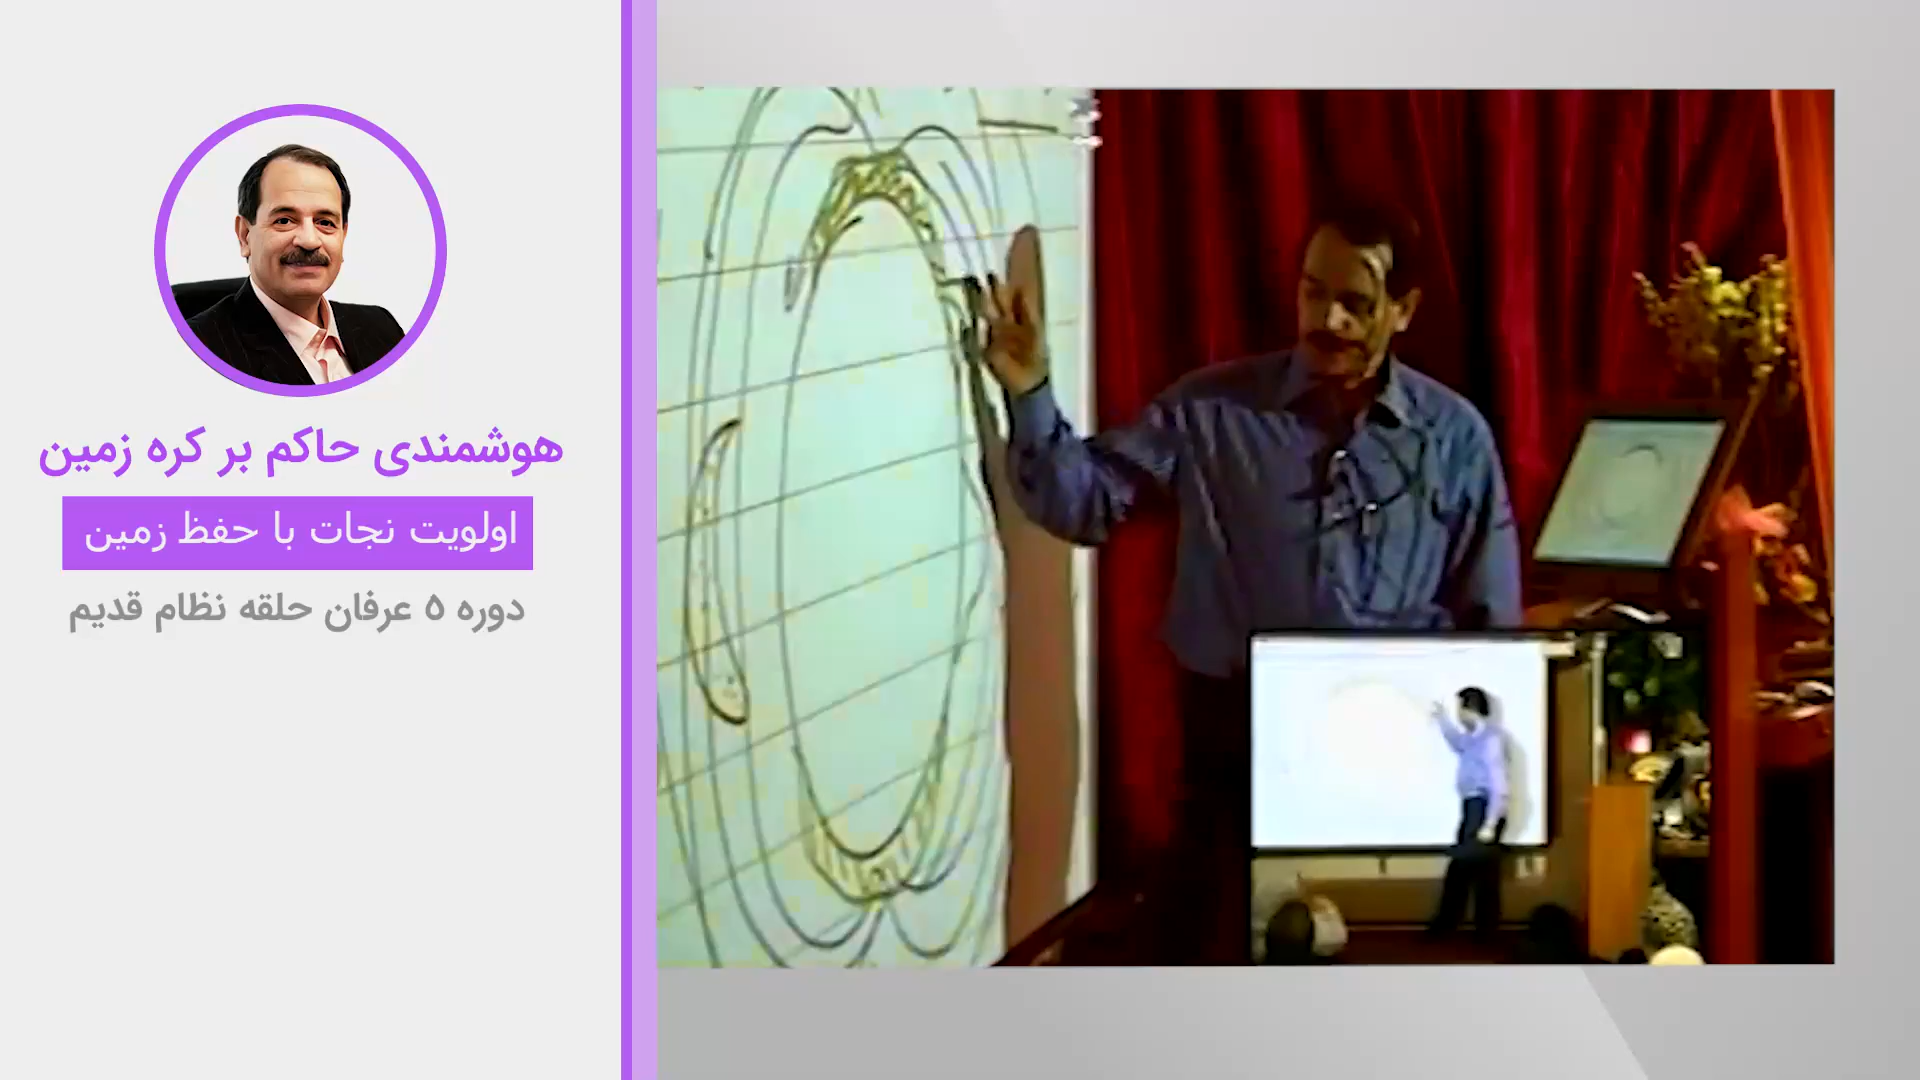 هوشمندی حاکم بر کره زمین
اولویت نجات با حفظ زمین
دوره ۵ عرفان حلقه نظام قدیم